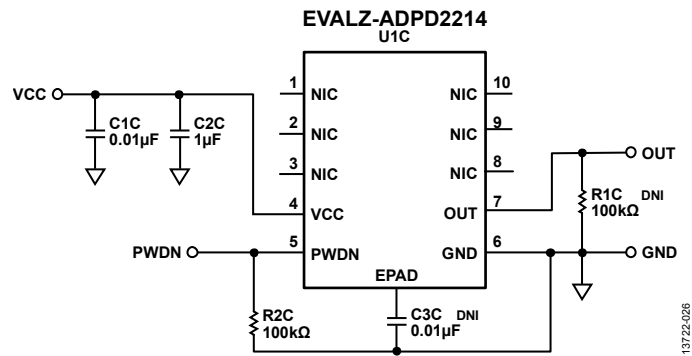 EVALZ-ADPD2214
U1C
VCC
C1C
0.01µF
C2C
1µF
1 NIC
2 NIC
3 NIC
4 VCC
5 PWDN
NIC 10
NIC 9
NIC 8
OUT 7
GND 6
EPAD
OUT
R1C DNI
100kΩ
GND
PWDN
R2C
100kΩ
C3C DNI
0.01µF
13722-026